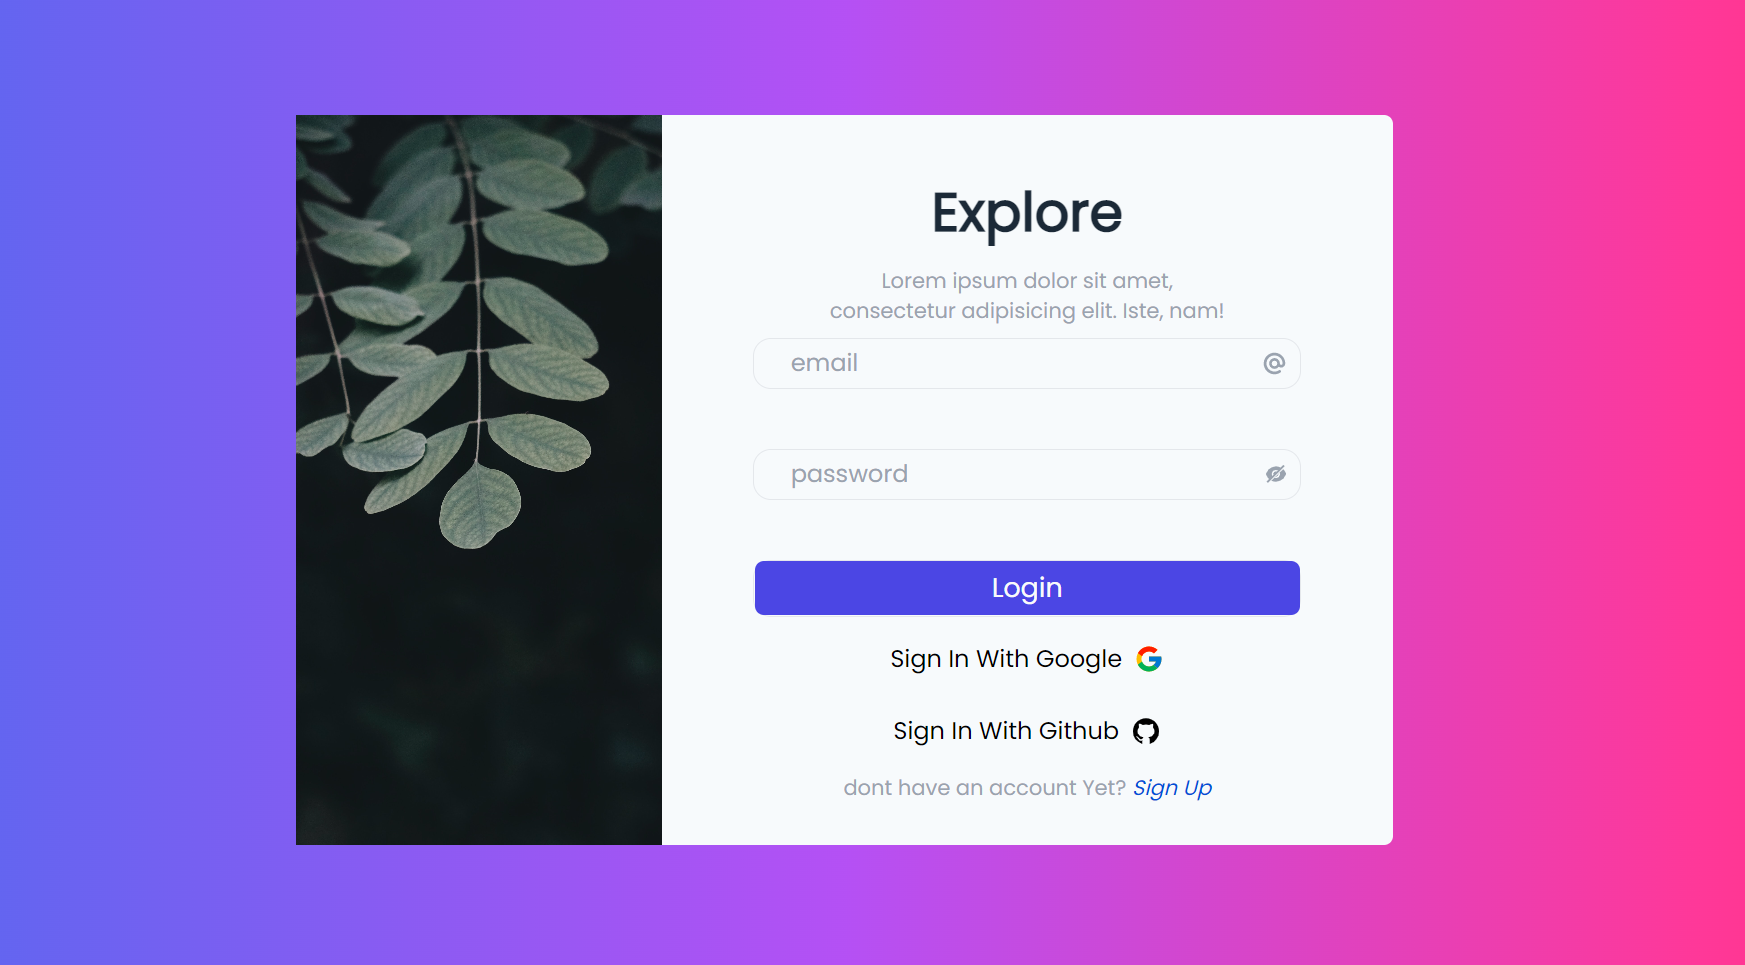 Explore
Lorem ipsum dolor sit amet,
consectetur adipisicing elit. Iste, nam!
email
password
Login
Sign In With Google
Sign In With Github
dont have an account Yet? Sign Up